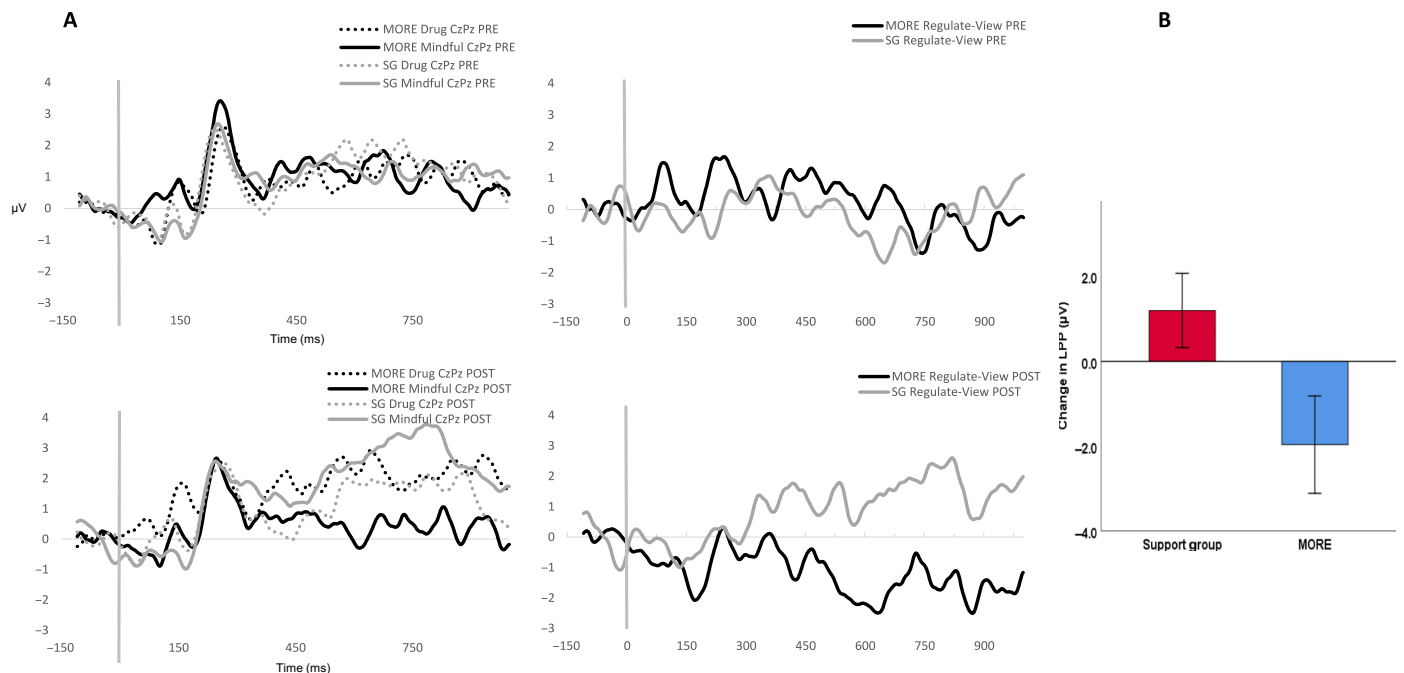 A
MORE Drug CzPz PRE
MORE Mindful CzPz PRE
SG Drug CzPz PRE
SG Mindful CzPz PRE
4
3
2
1
µV
0
−1
−2
−3
−150 150 450 750
Time (ms)
MORE Regulate-View PRE
SG Regulate-View PRE
4
3
2
1
0
−1
−2
−3
−150 0 150 300 450 600 750 900
MORE Drug CzPz POST
MORE Mindful CzPz POST
SG Drug CzPz POST
SG Mindful CzPz POST
4
3
2
1
0
−1
−2
−3
−150 150 450 750
Time (ms)
MORE Regulate-View POST
SG Regulate-View POST
4
3
2
1
0
−1
−2
−3
−150 0 150 300 450 600 750 900
B
Change in LPP (µV)
2.0
0.0
−2.0
−4.0
Support group MORE